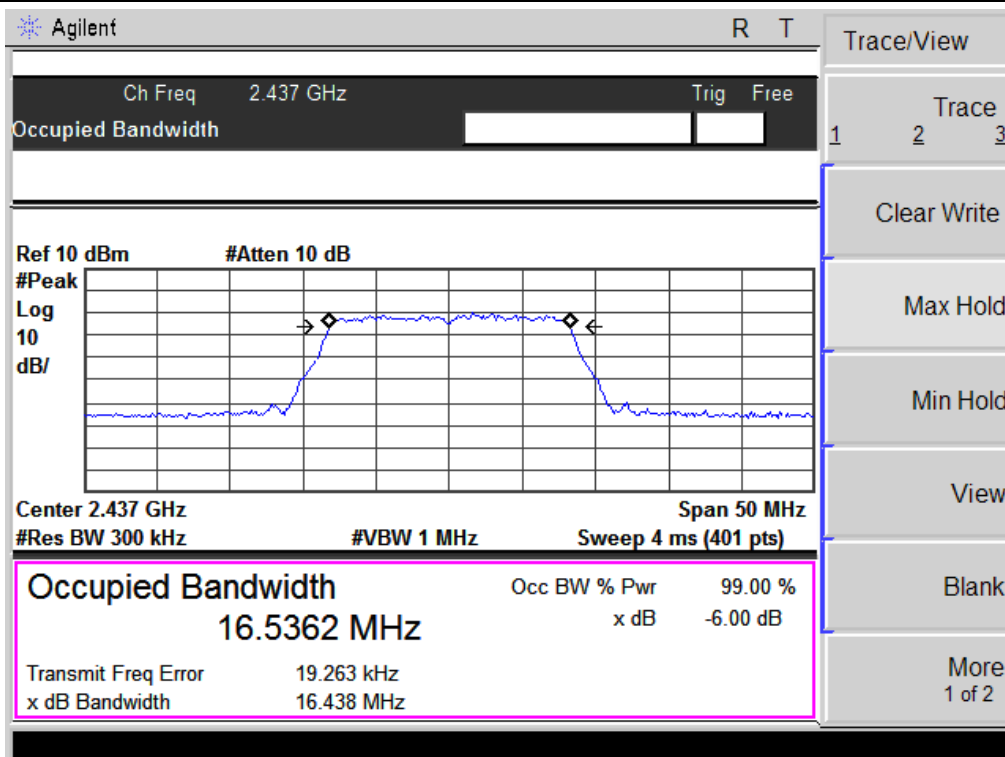 Agilent R T
Trace/View
Ch Freq 2.437 GHz Trig Free
Occupied Bandwidth
Trace
1 2 3
Clear Write
Ref 10 dBm #Atten 10 dB
#Peak
Log
10
dB/
Max Hold
Min Hold
View
Center 2.437 GHz Span 50 MHz
#Res BW 300 kHz #VBW 1 MHz Sweep 4 ms (401 pts)
Occupied Bandwidth Occ BW % Pwr 99.00 %
16.5362 MHz x dB -6.00 dB
Blank
Transmit Freq Error 19.263 kHz
x dB Bandwidth 16.438 MHz
More
1 of 2